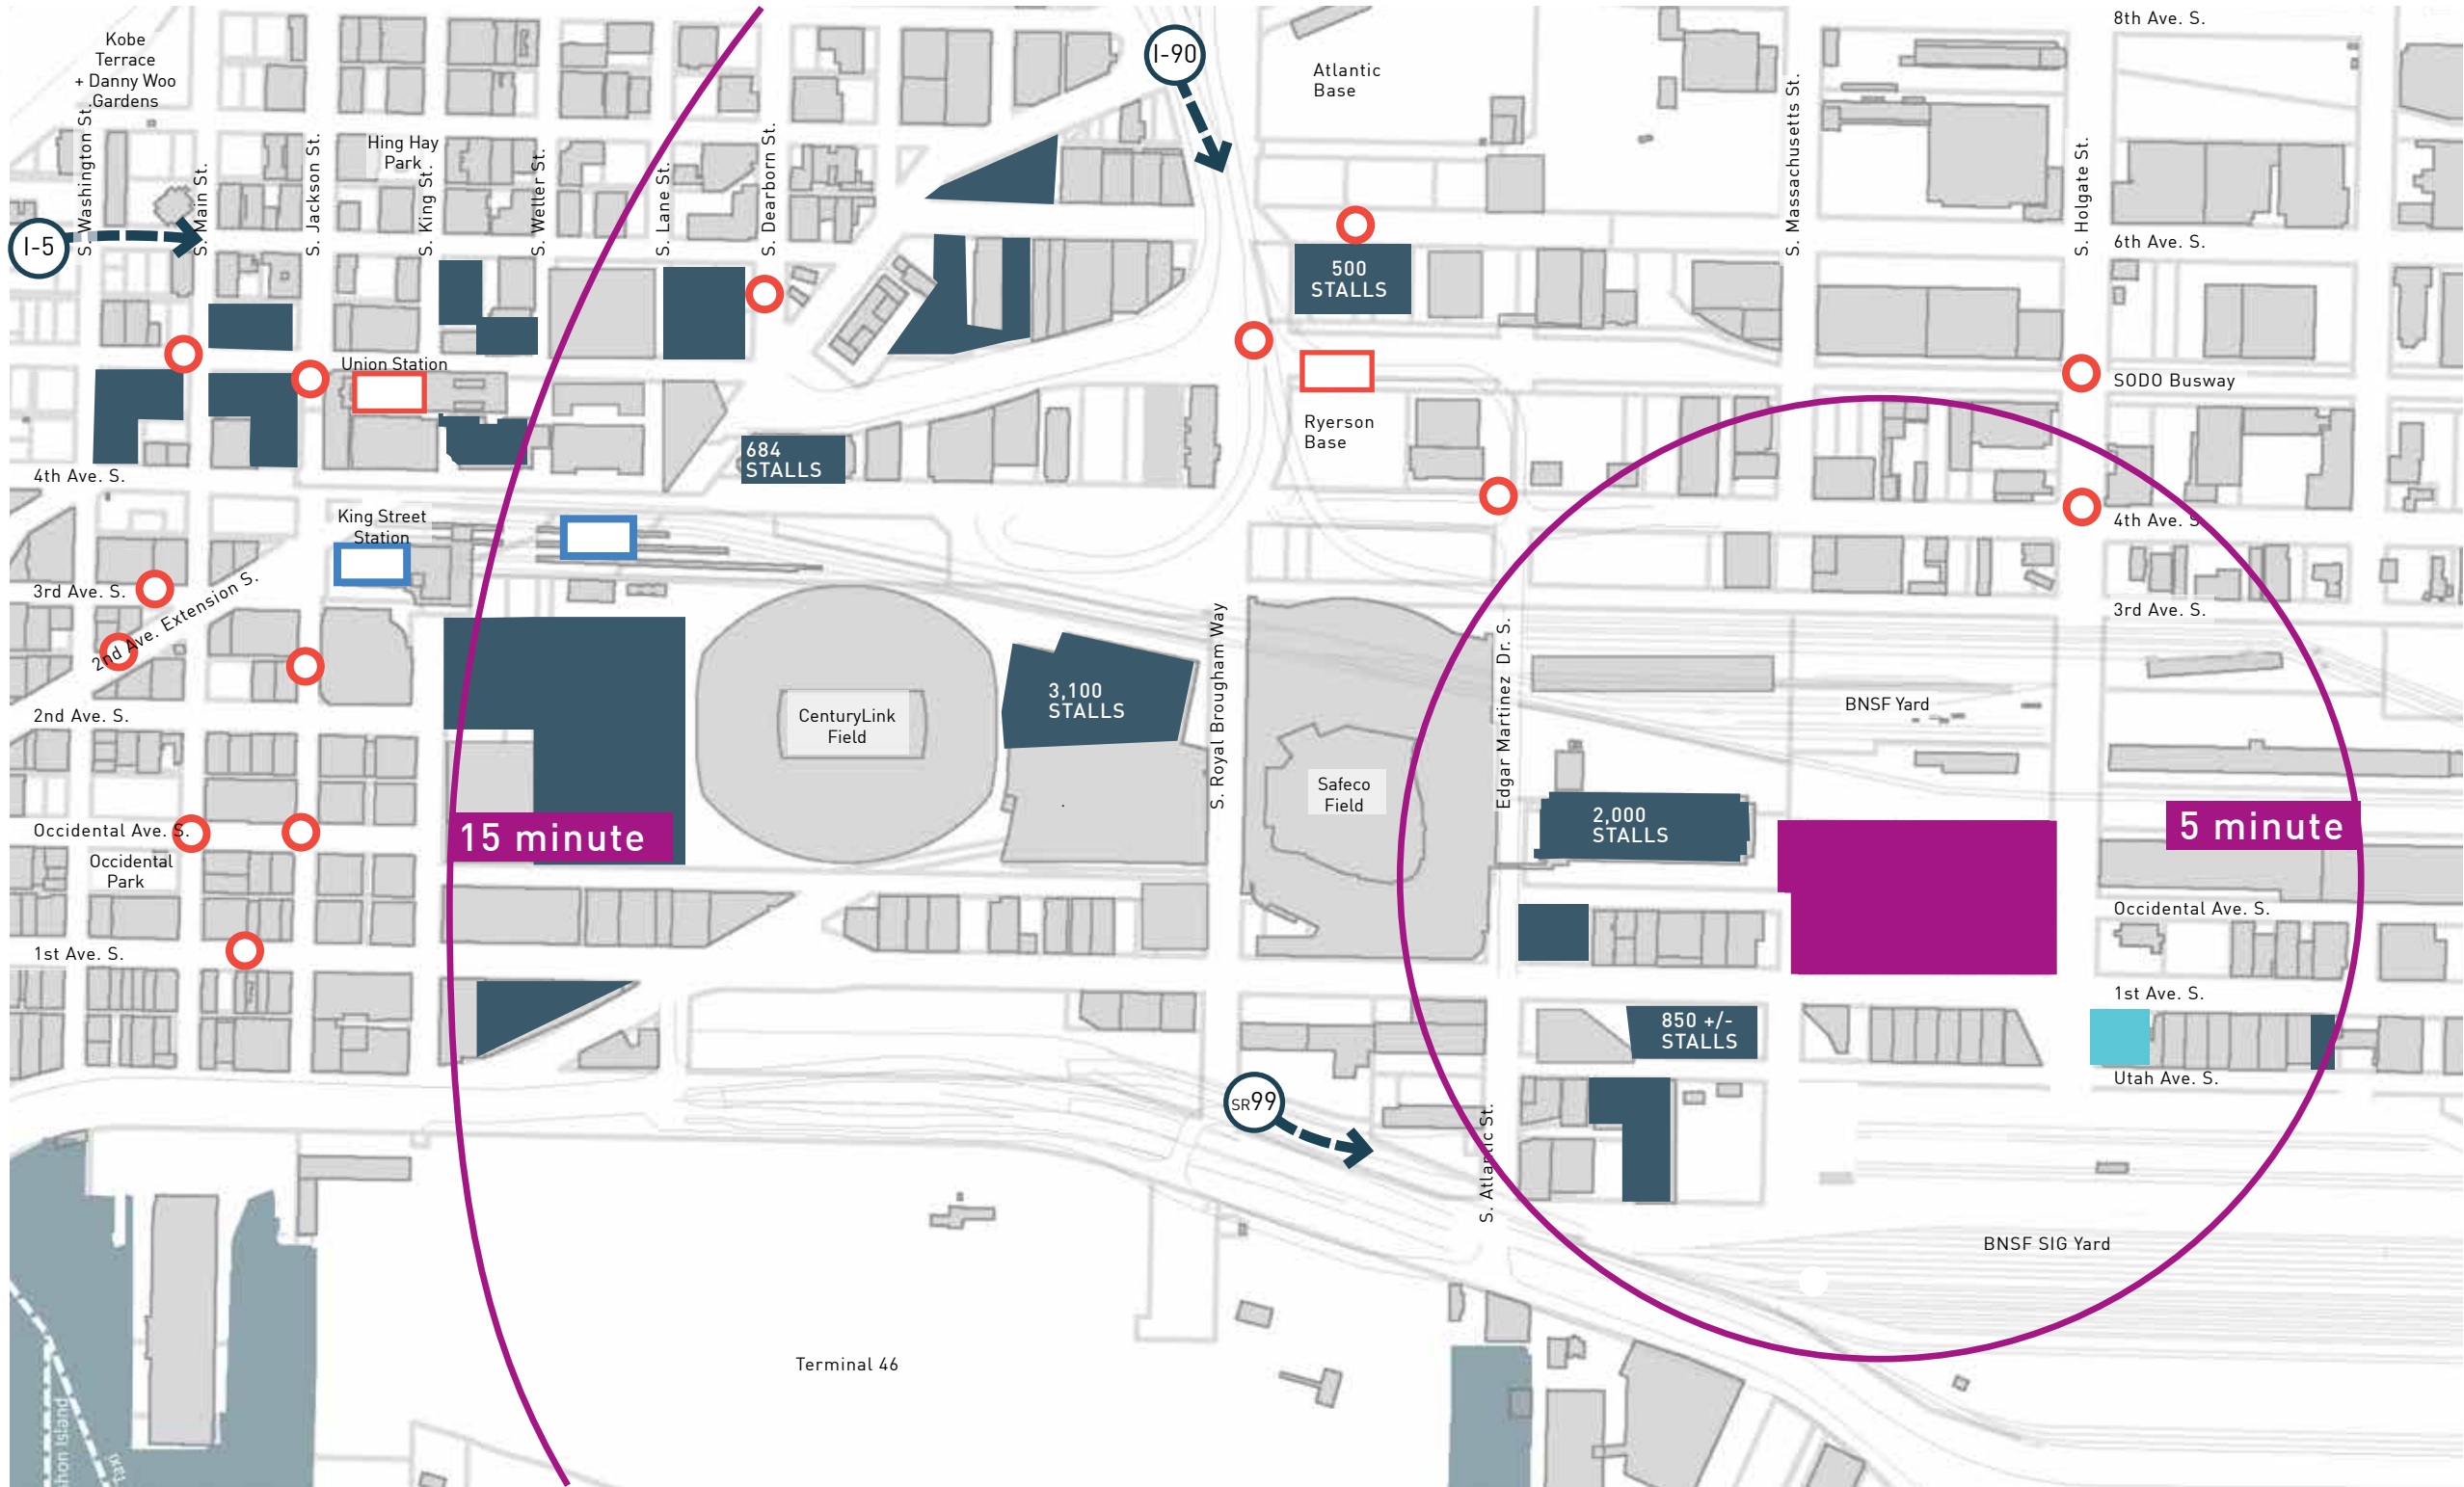 8th Ave. S.
Kobe
Terrace
+ Danny Woo
Gardens
I-90
Atlantic
Base
S. Washington St.
S. Main St.
S. Jackson St.
Hing Hay
Park
S. King St.
S. Weller St.
S. Lane St.
S. Dearborn St.
S. Massachusetts St.
S. Holgate St.
I-5
6th Ave. S.
500
STALLS
Union Station
SODO Busway
Ryerson
Base
684
STALLS
4th Ave. S.
King Street
Station
4th Ave. S.
3rd Ave. S.
2nd Ave. Extension S.
3rd Ave. S.
2nd Ave. S.
3,100
STALLS
CenturyLink
Field
S. Royal Brougham Way
Edgar Martinez Dr. S.
BNSF Yard
Safeco
Field
2,000
STALLS
15 minute
5 minute
Occidental Ave. S.
Occidental
Park
Occidental Ave. S.
1st Ave. S.
1st Ave. S.
850 +/-
STALLS
Utah Ave. S.
SR99
S. Atlantic St.
BNSF SIG Yard
Terminal 46
Island